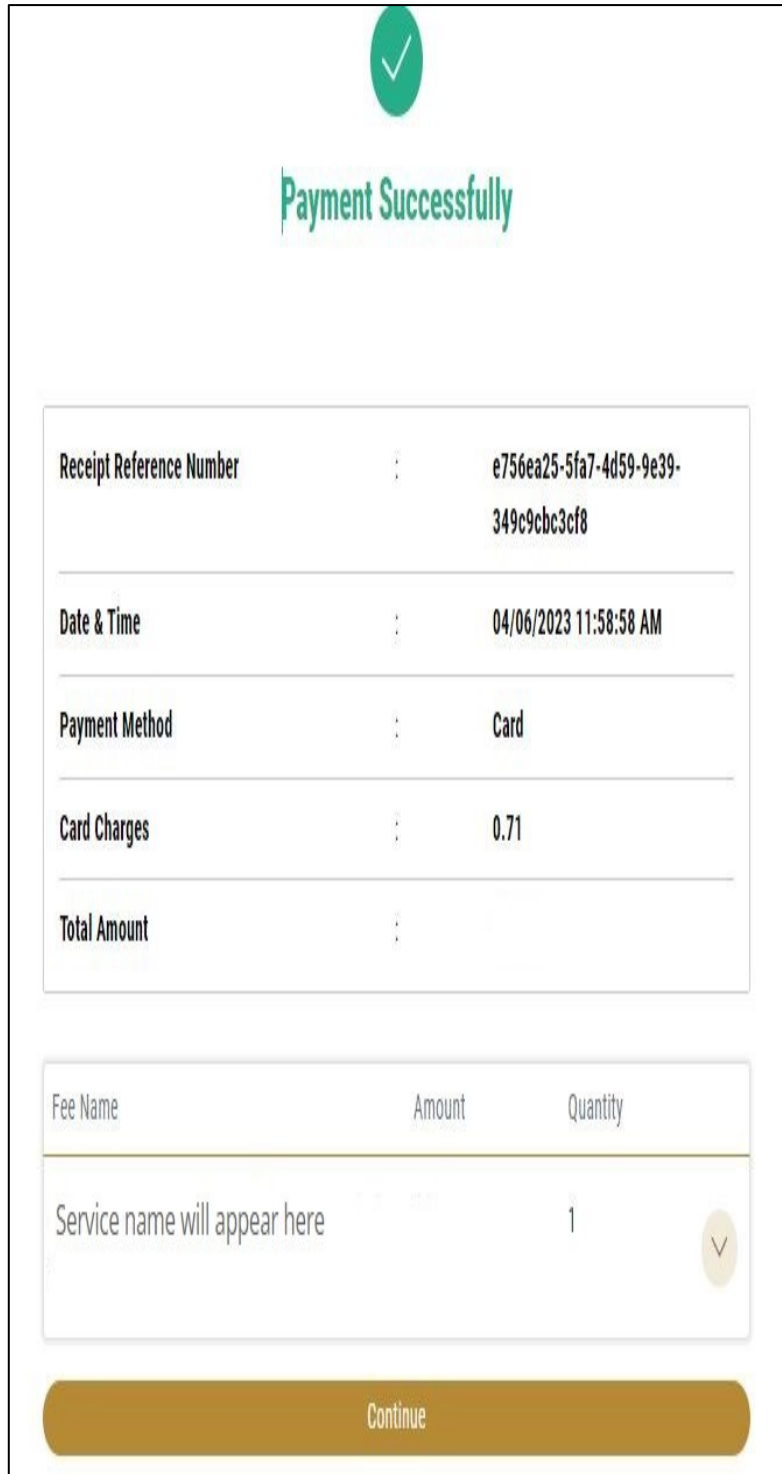 Payment Successfully
Receipt Reference Number : e756ea25-5fa7-4d59-9e39-
349c9cbc3cf8
Date & Time : 04/06/2023 11:58:58 AM
Payment Method : Card
Card Charges : 0.71
Total Amount :
Fee Name Amount Quantity
Service name will appear here 1
Continue